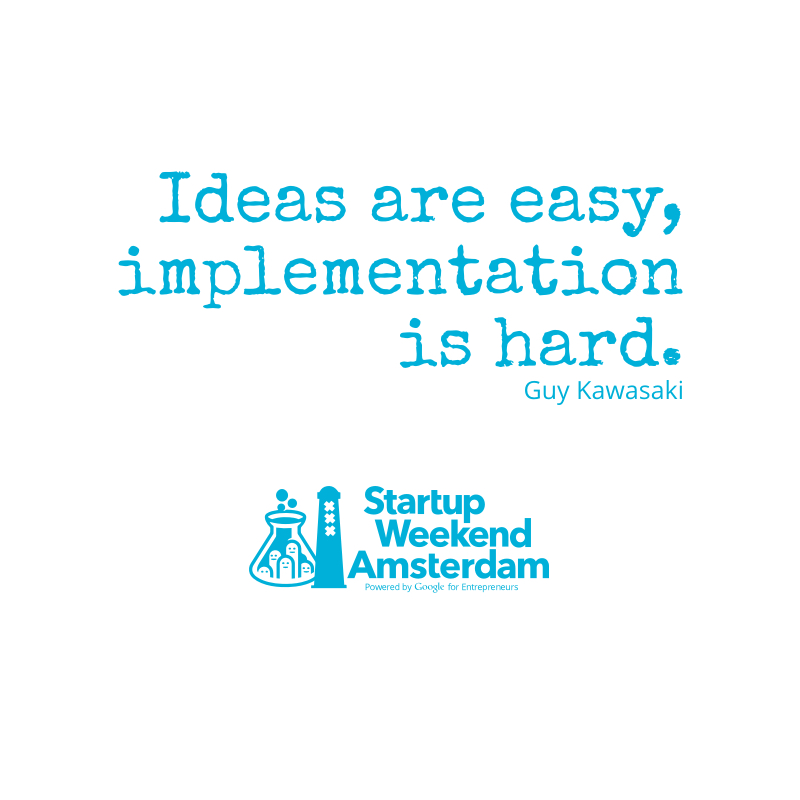 Ideas are easy,
implementation
is hard.
Guy Kawasaki
Startup
Weekend
Amsterdam
Powered by Google for Entrepreneurs